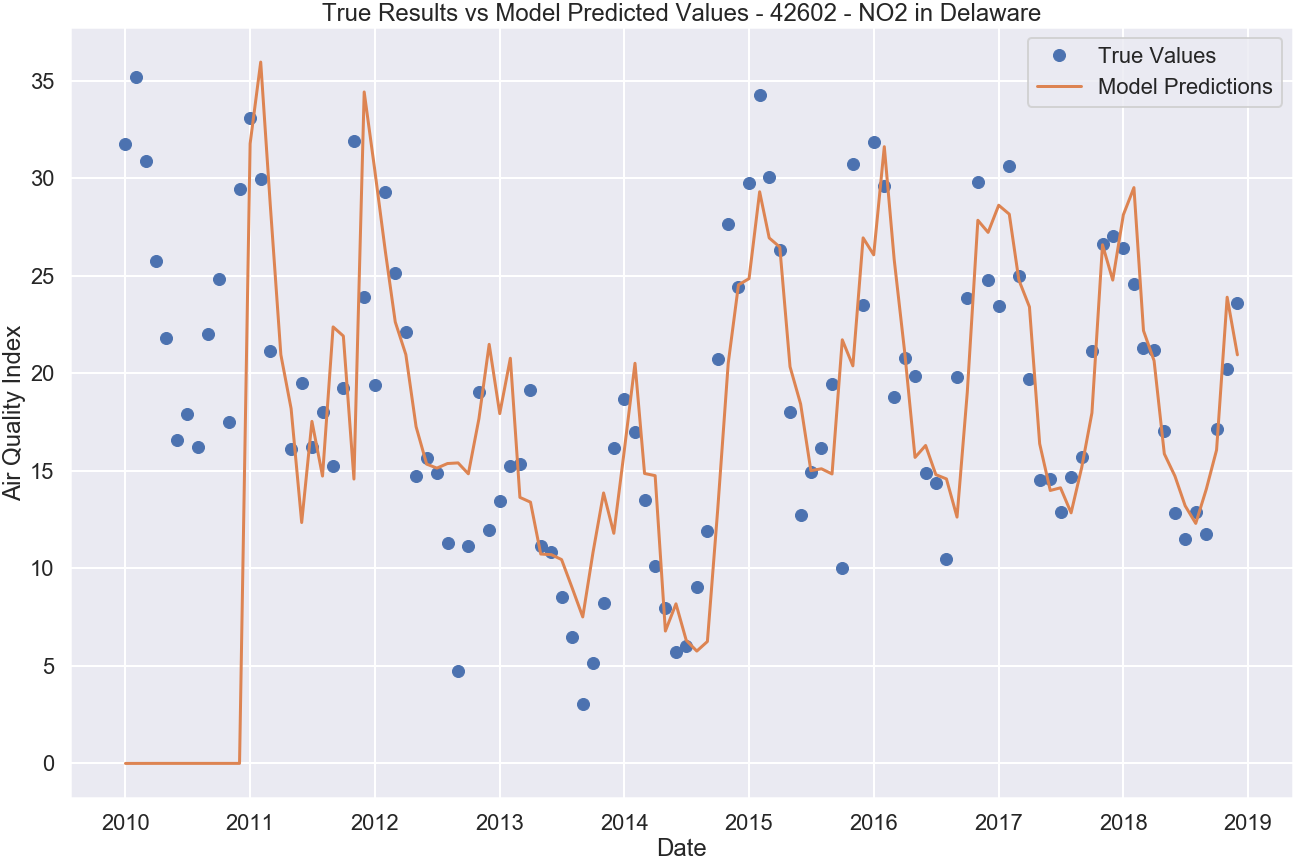 True Results vs Model Predicted Values - 42602 - NO2 in Delaware
True Values
Model Predictions
Air Quality Index
35
30
25
20
15
10
5
0
2010 2011 2012 2013 2014 2015 2016 2017 2018 2019
Date